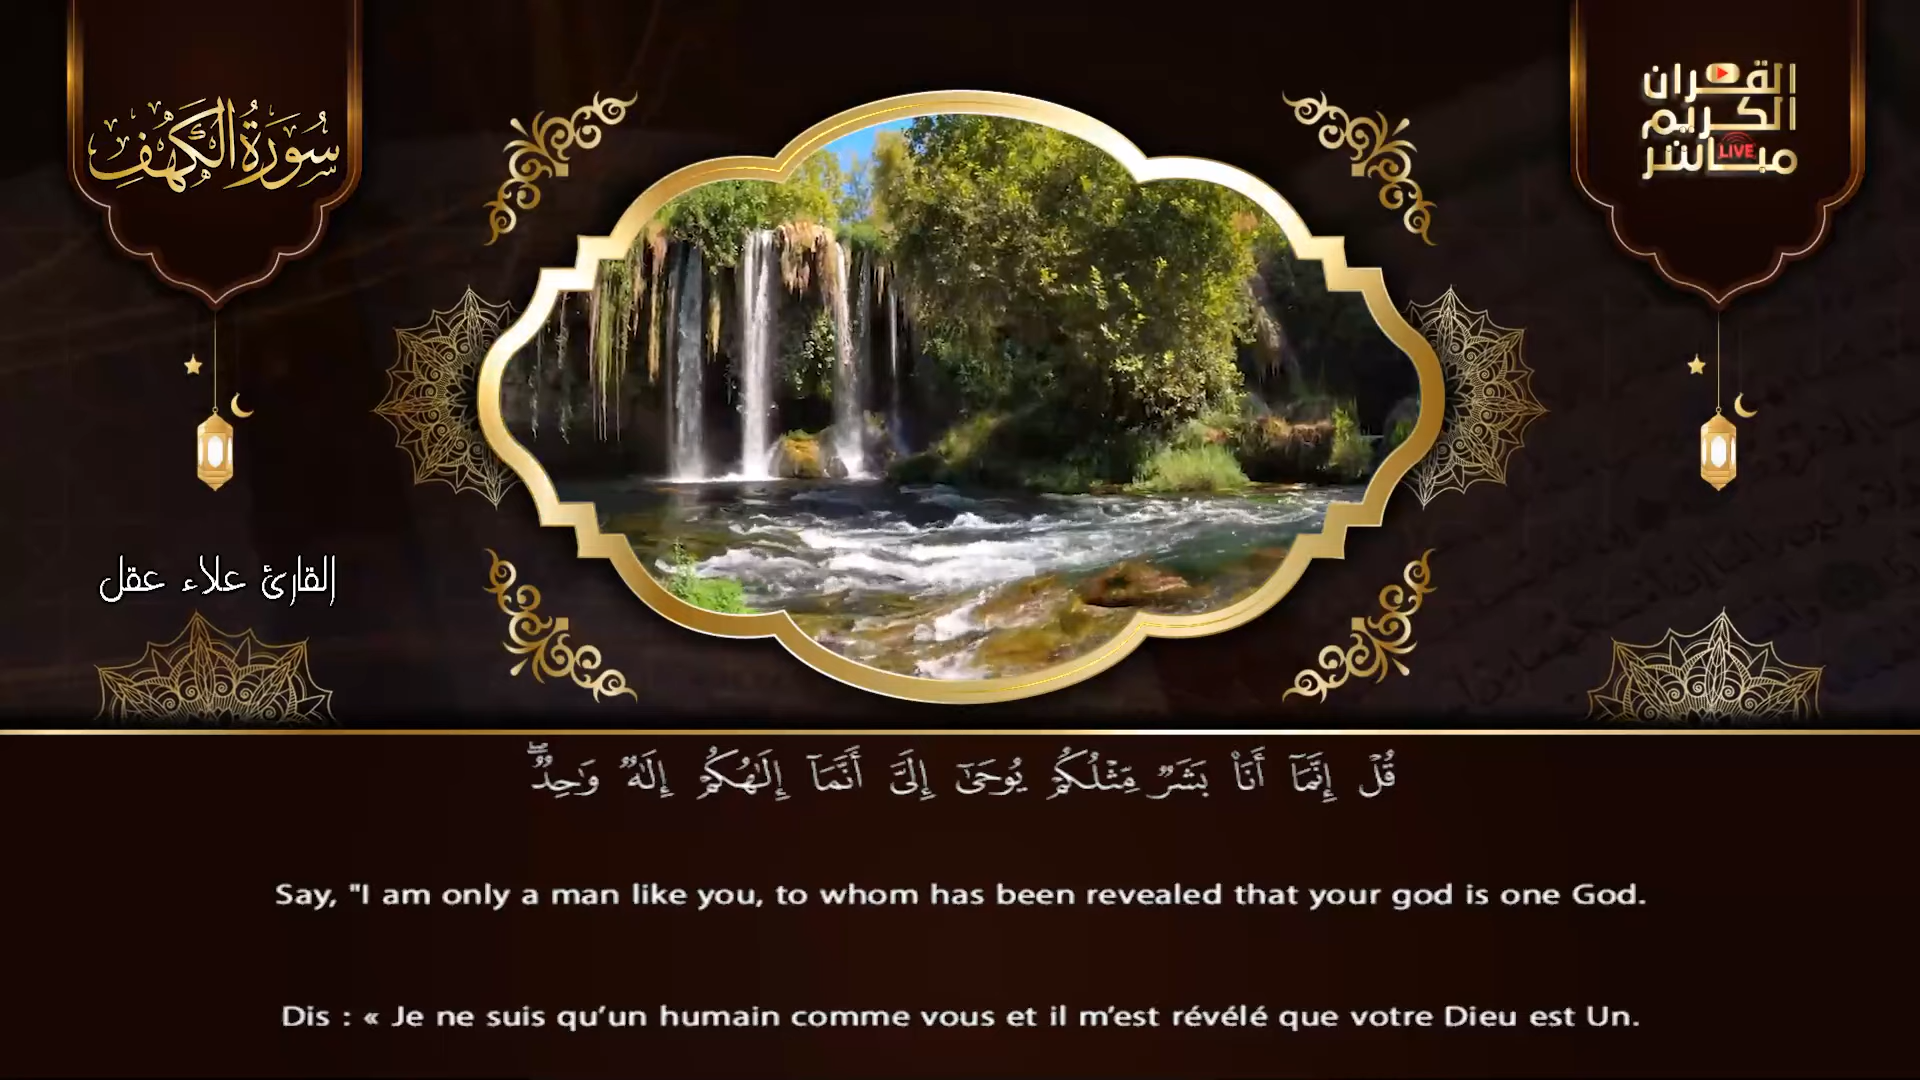 سُورَةُ الكَهْفِ
القرآن
الكريم
مباشر
LIVE
القارئ علاء عقل
قُلْ إِنَّمَآ أَنَا۠ بَشَرٌۭ مِّثْلُكُمْ يُوحَىٰٓ إِلَىَّ أَنَّمَآ إِلَـٰهُكُمْ إِلَـٰهٌۭ وَٰحِدٌۭ ۖ
Say, "I am only a man like you, to whom has been revealed that your god is one God.
Dis : « Je ne suis qu’un humain comme vous et il m’est révélé que votre Dieu est Un.